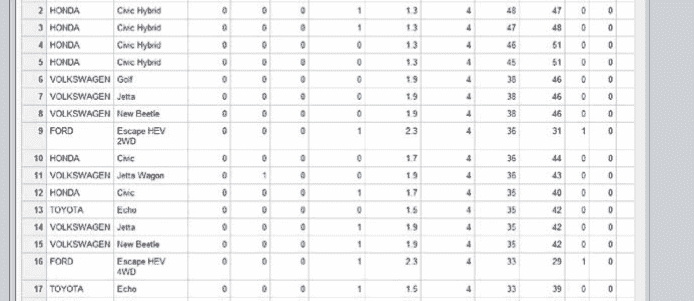 2 HONDA Civic Hybrid 0 0 0 1 1.3 4 48 47 0 0
3 HONDA Civic Hybrid 0 0 0 1 1.3 4 47 48 0 0
4 HONDA Civic Hybrid 0 0 0 0 1.3 4 46 51 0 0
5 HONDA Civic Hybrid 0 0 0 0 1.3 4 45 51 0 0
6 VOLKSWAGEN Golf 0 0 0 0 1.9 4 38 46 0 0
7 VOLKSWAGEN Jetta 0 0 0 0 1.9 4 38 46 0 0
8 VOLKSWAGEN New Beetle 0 0 0 0 1.9 4 38 46 0 0
9 FORD Escape HEV 0 0 0 1 2.3 4 36 31 1 0
2WD
10 HONDA Civic 0 0 0 0 1.7 4 36 44 0 0
11 VOLKSWAGEN Jetta Wagon 0 1 0 0 1.9 4 36 43 0 0
12 HONDA Civic 0 0 0 1 1.7 4 35 40 0 0
13 TOYOTA Echo 0 0 0 0 1.5 4 35 42 0 0
14 VOLKSWAGEN Jetta 0 0 0 1 1.9 4 35 42 0 0
15 VOLKSWAGEN New Beetle 0 0 0 1 1.9 4 35 42 0 0
16 FORD Escape HEV 0 0 0 1 2.3 4 33 29 1 0
4WD
17 TOYOTA Echo 0 0 0 1 1.5 4 33 39 0 0